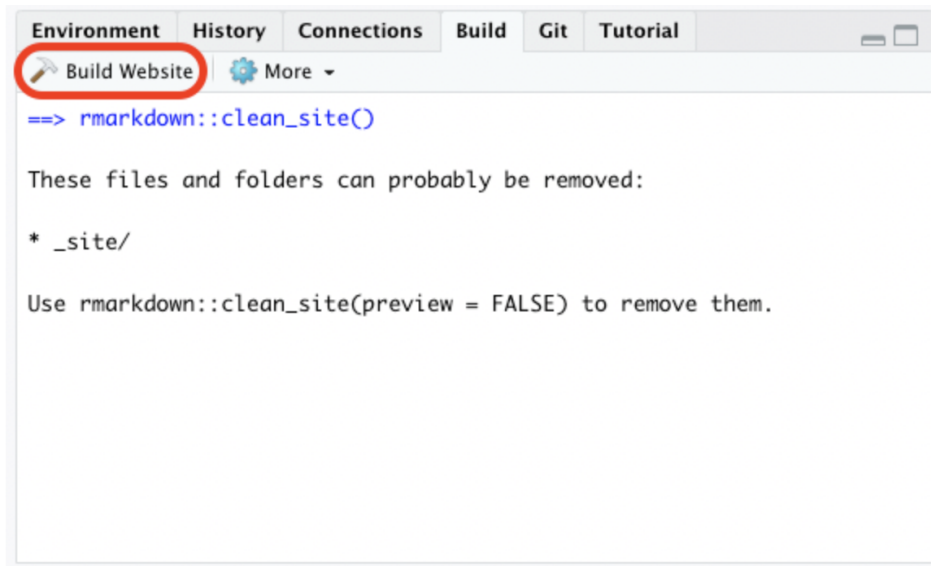 Environment History Connections Build Git Tutorial
Build Website More
==> rmarkdown::clean_site()
These files and folders can probably be removed:
* _site/
Use rmarkdown::clean_site(preview = FALSE) to remove them.